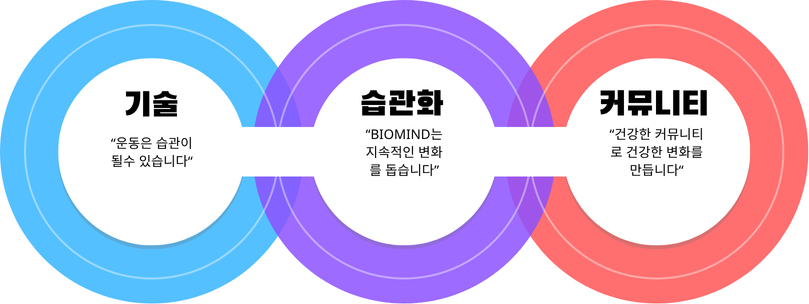 기술
“운동은 습관이
될수 있습니다“
습관화
“BIOMIND는
지속적인 변화
를 돕습니다”
커뮤니티
“건강한 커뮤니티
로 건강한 변화를
만듭니다“